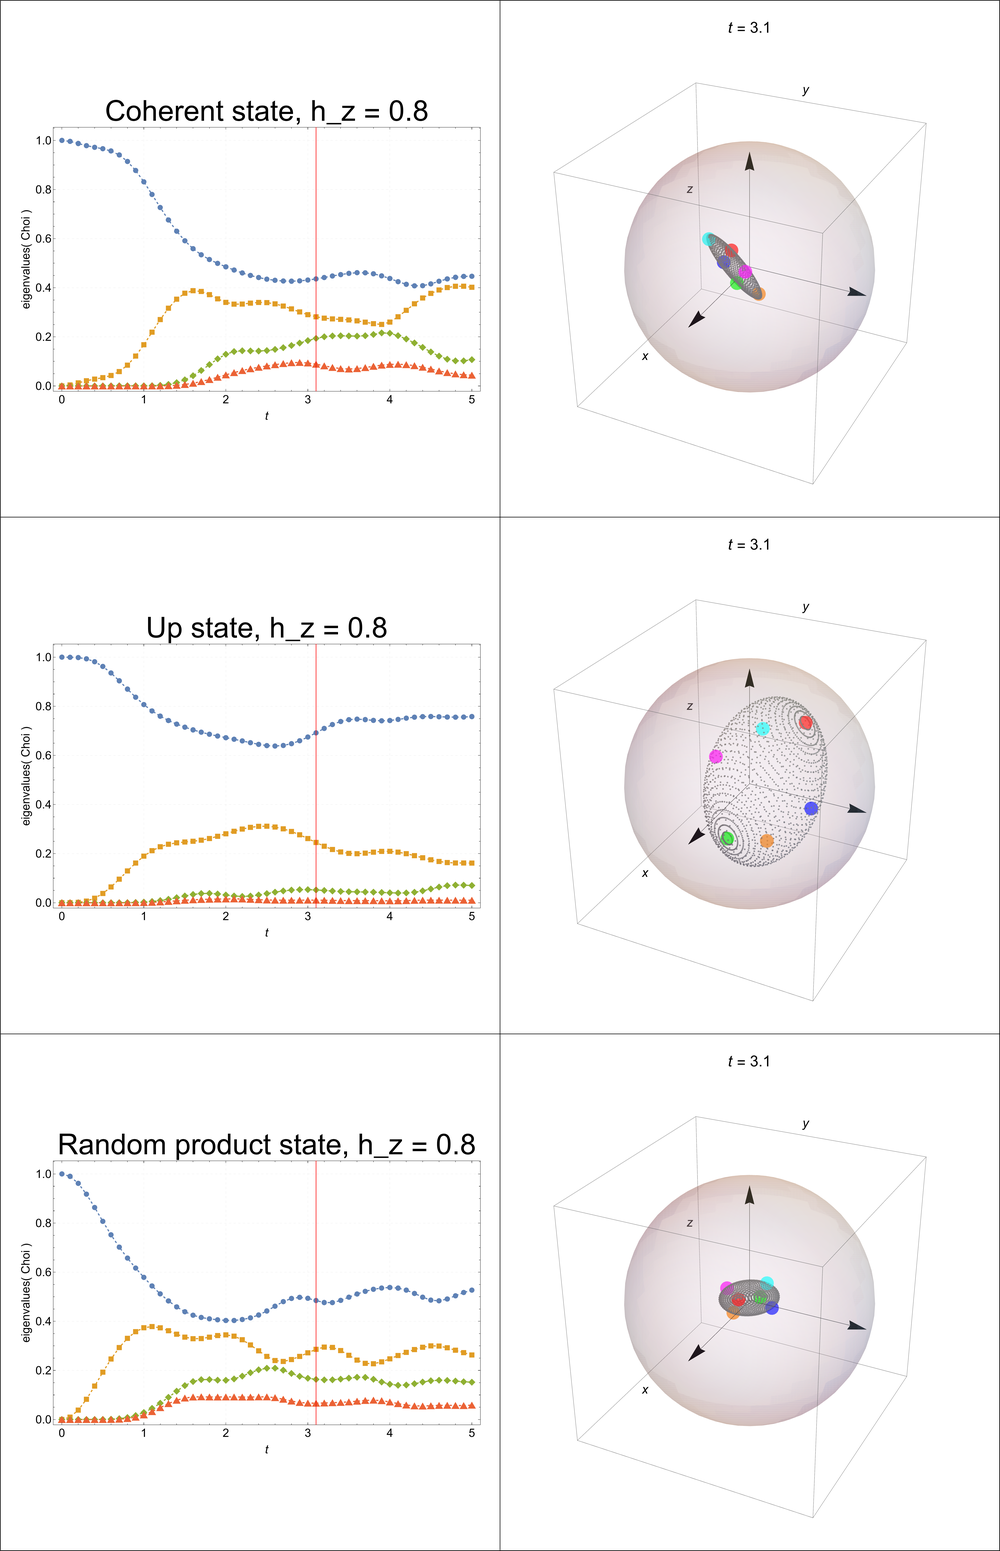 Coherent state, h_z = 0.8
eigenvalues( Choi )
1.0
0.8
0.6
0.4
0.2
0.0
0 1 2 3 4 5
t
t = 3.1
y
z
x
Up state, h_z = 0.8
eigenvalues( Choi )
1.0
0.8
0.6
0.4
0.2
0.0
0 1 2 3 4 5
t
t = 3.1
y
z
x
Random product state, h_z = 0.8
eigenvalues( Choi )
1.0
0.8
0.6
0.4
0.2
0.0
0 1 2 3 4 5
t
t = 3.1
y
z
x